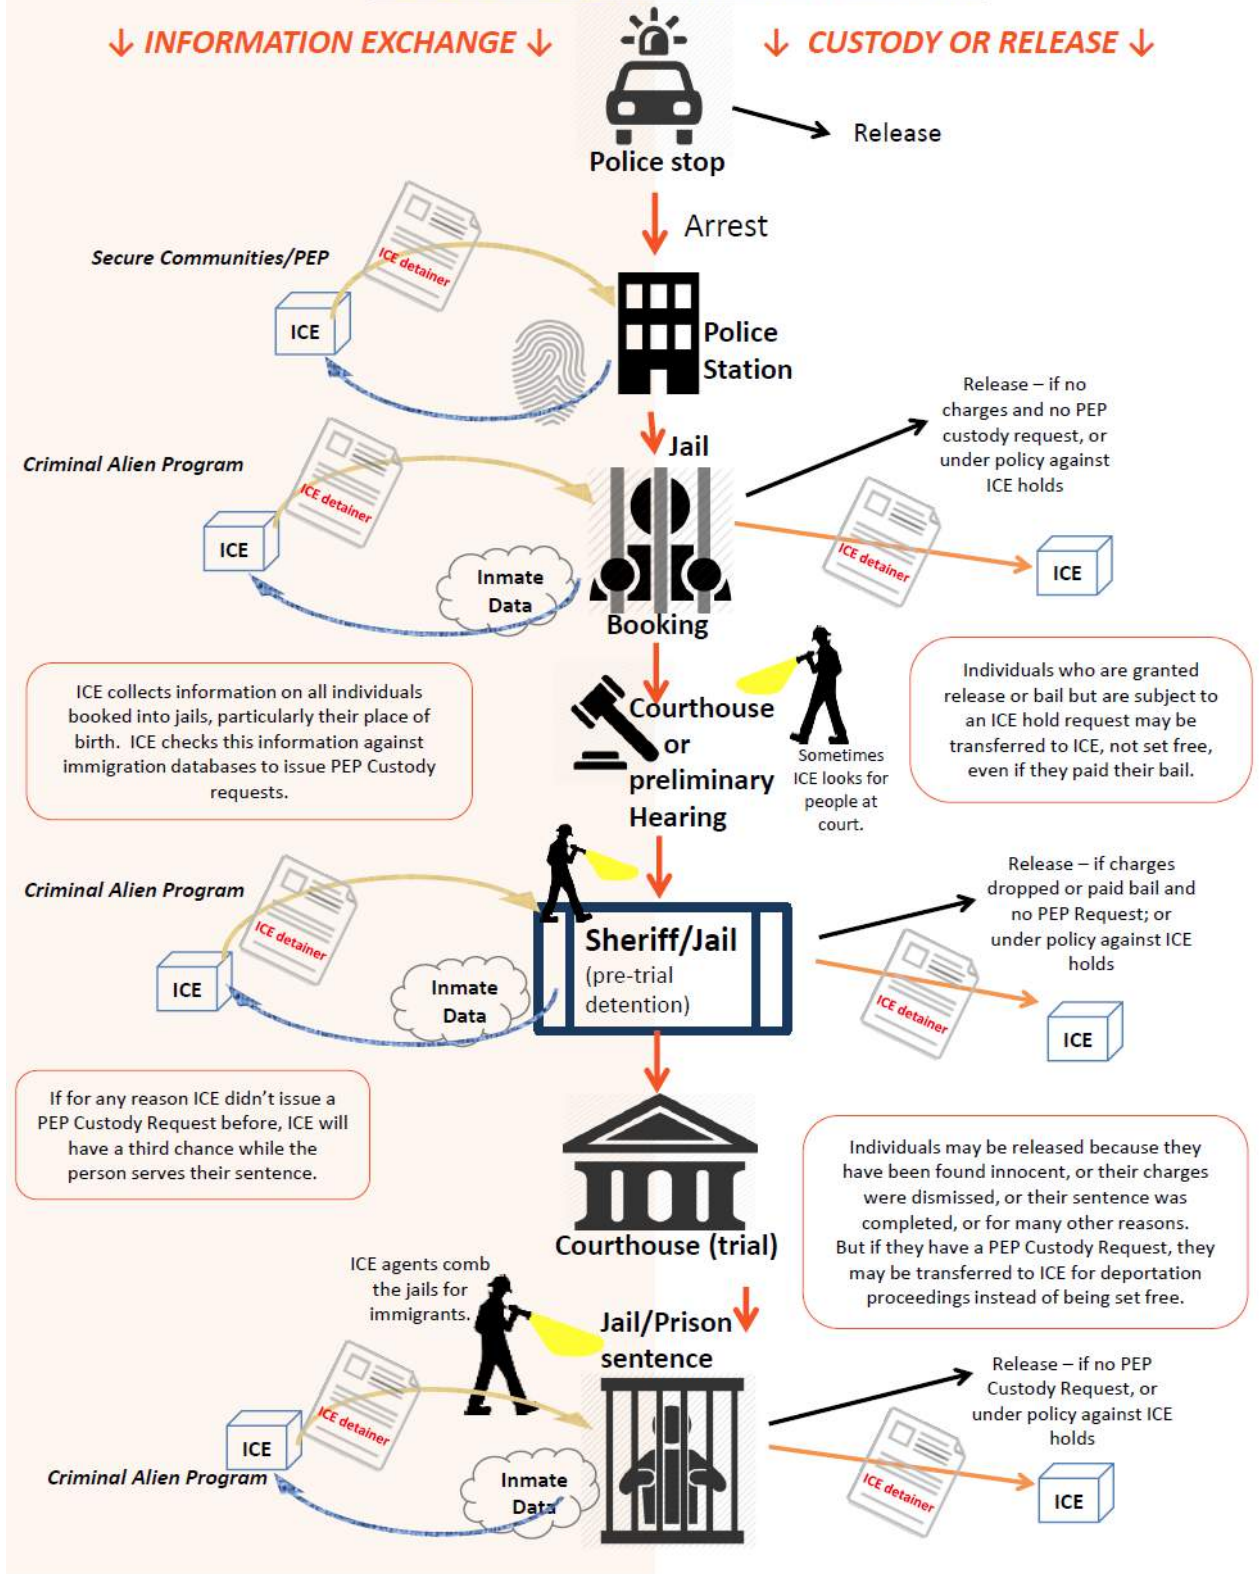 ↓ INFORMATION EXCHANGE ↓
↓ CUSTODY OR RELEASE ↓
Release
Police stop
Arrest
Secure Communities/PEP
ICE detainer
ICE
Police
Station
Release – if no
charges and no PEP
custody request, or
under policy against
ICE holds
Jail
Criminal Alien Program
ICE detainer
ICE
ICE detainer
ICE
Inmate
Data
Booking
ICE collects information on all individuals
booked into jails, particularly their place of
birth.  ICE checks this information against
immigration databases to issue PEP Custody
requests.
Courthouse
or
preliminary
Hearing
Sometimes
ICE looks for
people at
court.
Individuals who are granted
release or bail but are subject to
an ICE hold request may be
transferred to ICE, not set free,
even if they paid their bail.
Criminal Alien Program
ICE detainer
ICE
Inmate
Data
Sheriff/Jail
(pre-trial
detention)
Release – if charges
dropped or paid bail and
no PEP Request; or
under policy against ICE
holds
ICE detainer
ICE
If for any reason ICE didn't issue a
PEP Custody Request before, ICE will
have a third chance while the
person serves their sentence.
Courthouse (trial)
Individuals may be released because they
have been found innocent, or their charges
were dismissed, or their sentence was
completed, or for many other reasons.
But if they have a PEP Custody Request, they
may be transferred to ICE for deportation
proceedings instead of being set free.
ICE agents comb
the jails for
immigrants.
Jail/Prison
sentence
ICE detainer
ICE
Criminal Alien Program
Inmate
Data
Release – if no PEP
Custody Request, or
under policy against ICE
holds
ICE detainer
ICE